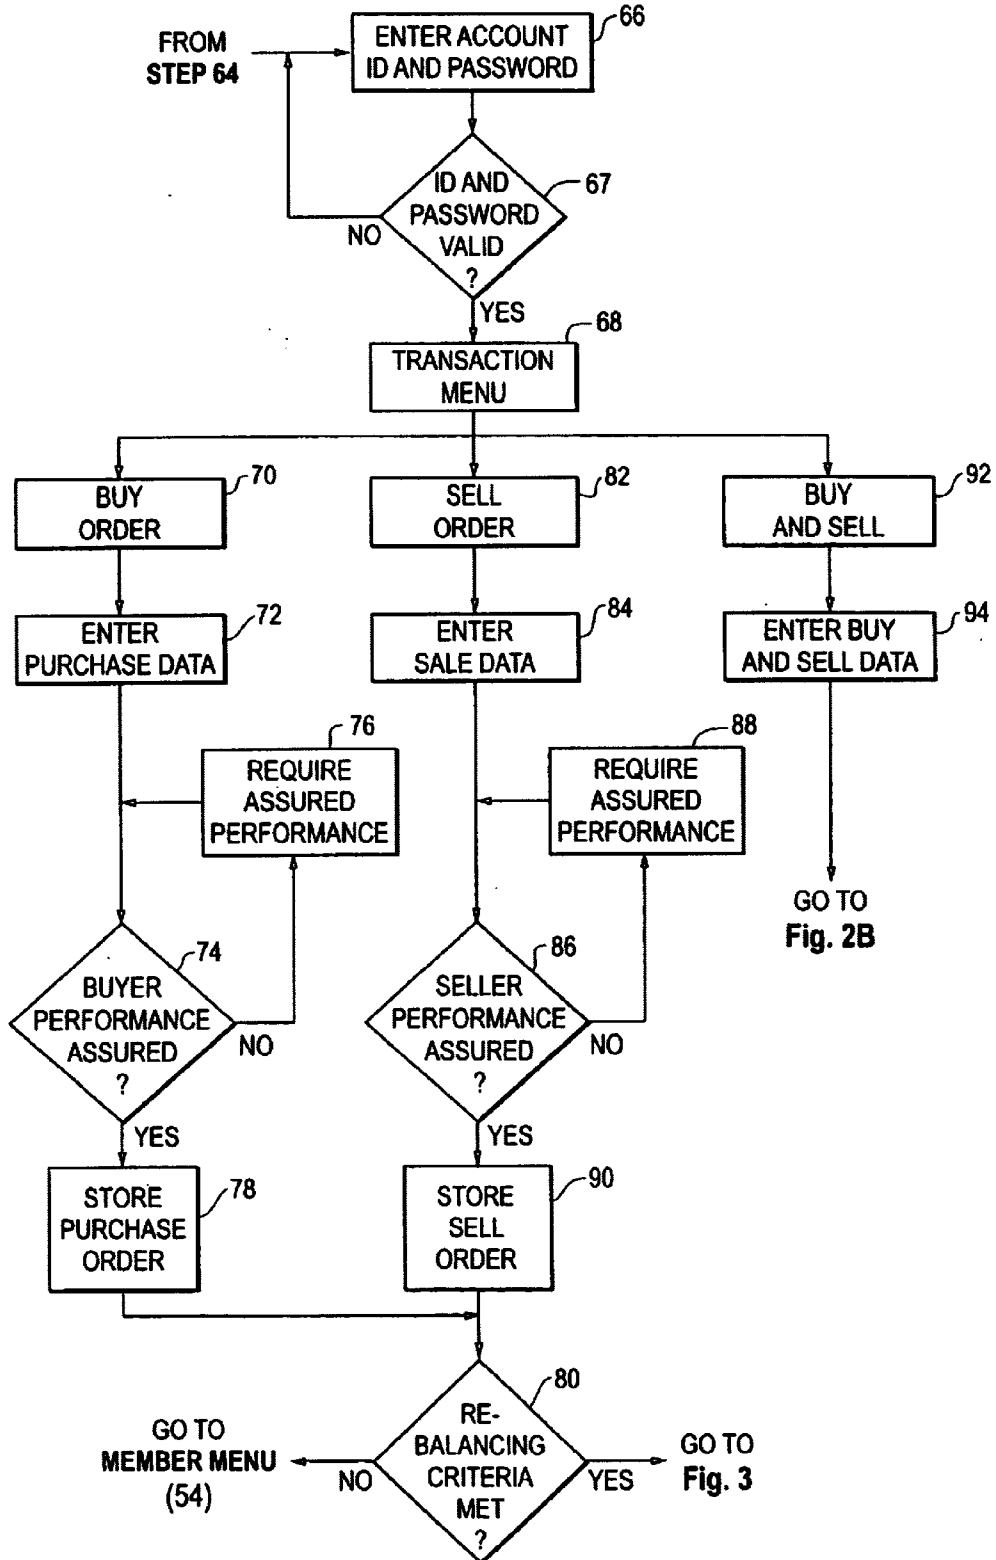 FROM
STEP 64
ENTER ACCOUNT
ID AND PASSWORD
66
ID AND
PASSWORD
VALID
?
67
NO
YES
TRANSACTION
MENU
68
BUY
ORDER
70
SELL
ORDER
82
BUY
AND SELL
92
ENTER
PURCHASE DATA
72
ENTER
SALE DATA
84
ENTER BUY
AND SELL DATA
94
REQUIRE
ASSURED
PERFORMANCE
76
REQUIRE
ASSURED
PERFORMANCE
88
GO TO
Fig. 2B
BUYER
PERFORMANCE
ASSURED
?
74
NO
YES
SELLER
PERFORMANCE
ASSURED
?
86
NO
YES
STORE
PURCHASE
ORDER
78
STORE
SELL
ORDER
90
RE-
BALANCING
CRITERIA
MET
?
80
GO TO
MEMBER MENU
(54)
NO
YES
GO TO
Fig. 3